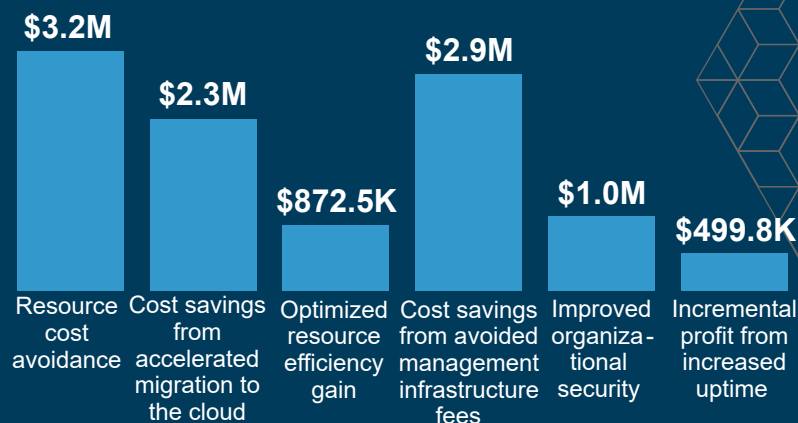 $3.2M
$2.3M
$872.5K
$2.9M
$1.0M
$499.8K
Resource
cost
avoidance
Cost savings
from
accelerated
migration to
the cloud
Optimized
resource
efficiency
gain
Cost savings
from avoided
management
infrastructure
fees
Improved
organiza-
tional
security
Incremental
profit from
increased
uptime